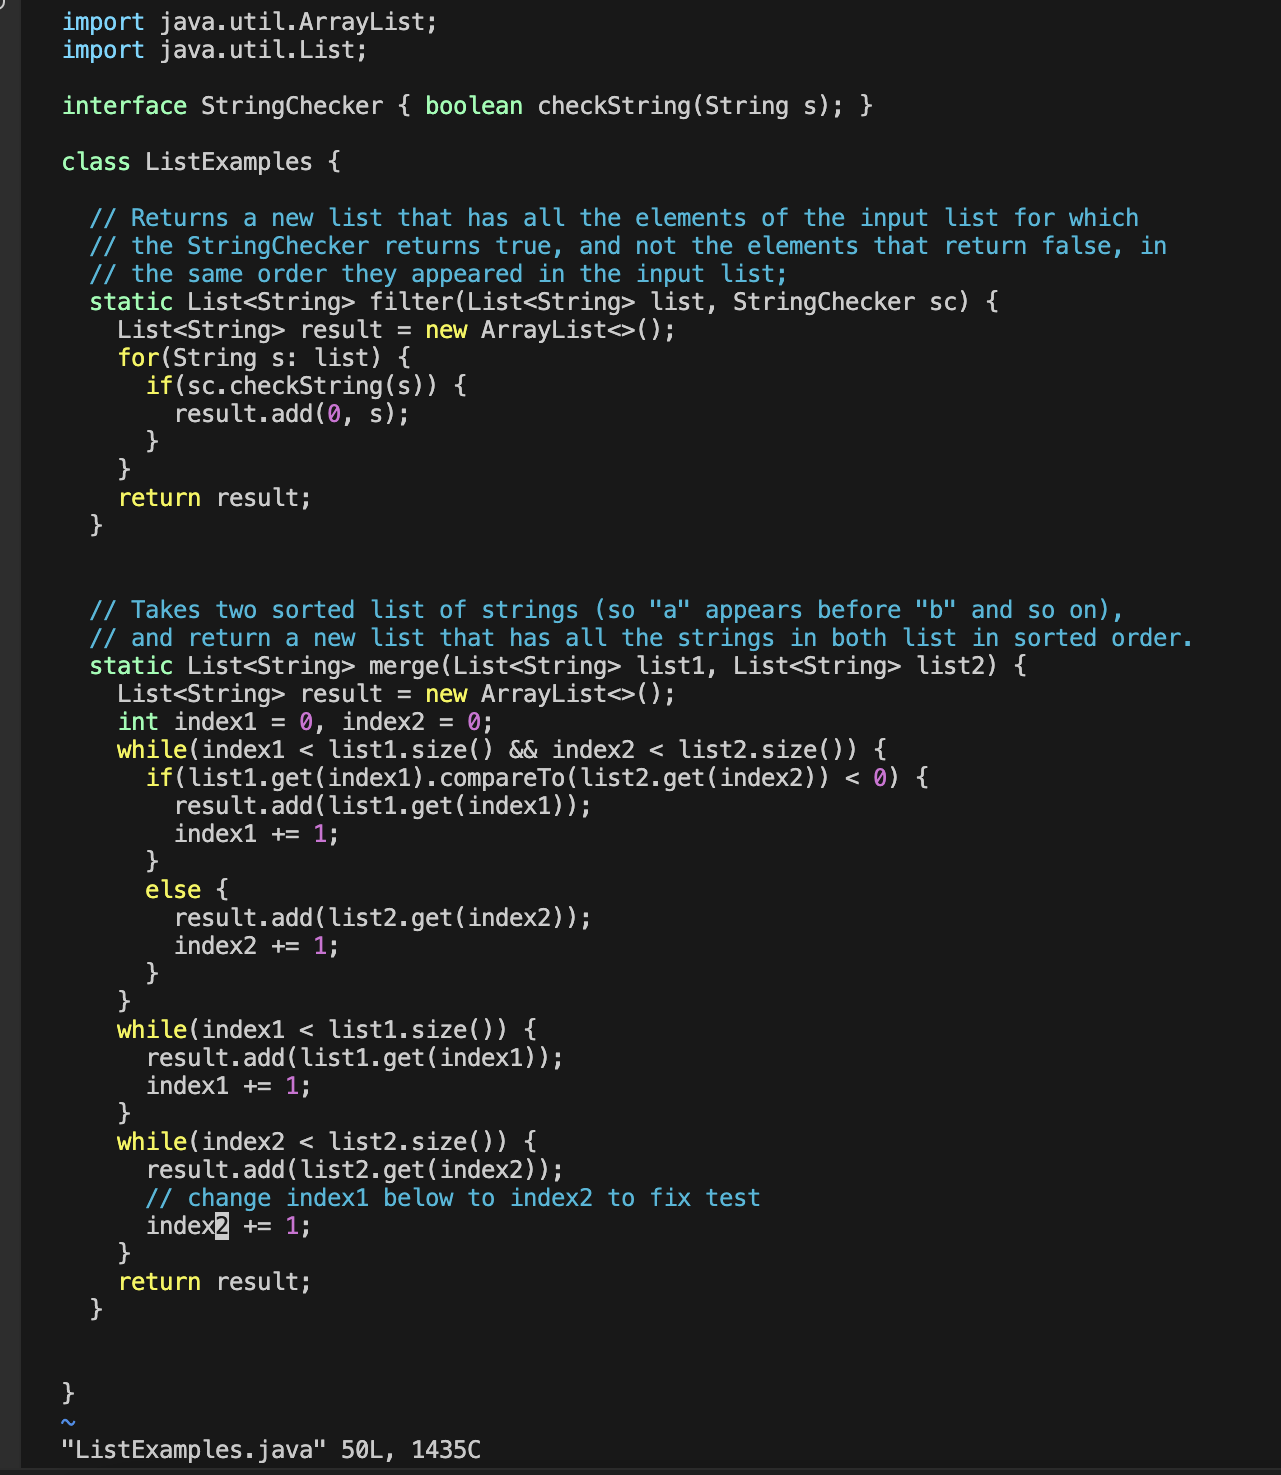 import java.util.ArrayList;
import java.util.List;

interface StringChecker { boolean checkString(String s); }

class ListExamples {

  // Returns a new list that has all the elements of the input list for which
  // the StringChecker returns true, and not the elements that return false, in
  // the same order they appeared in the input list;
  static List<String> filter(List<String> list, StringChecker sc) {
    List<String> result = new ArrayList<>();
    for(String s: list) {
      if(sc.checkString(s)) {
        result.add(0, s);
      }
    }
    return result;
  }


  // Takes two sorted list of strings (so "a" appears before "b" and so on),
  // and return a new list that has all the strings in both list in sorted order.
  static List<String> merge(List<String> list1, List<String> list2) {
    List<String> result = new ArrayList<>();
    int index1 = 0, index2 = 0;
    while(index1 < list1.size() && index2 < list2.size()) {
      if(list1.get(index1).compareTo(list2.get(index2)) < 0) {
        result.add(list1.get(index1));
        index1 += 1;
      }
      else {
        result.add(list2.get(index2));
        index2 += 1;
      }
    }
    while(index1 < list1.size()) {
      result.add(list1.get(index1));
      index1 += 1;
    }
    while(index2 < list2.size()) {
      result.add(list2.get(index2));
      // change index1 below to index2 to fix test
      index2 += 1;
    }
    return result;
  }


}
~
"ListExamples.java" 50L, 1435C